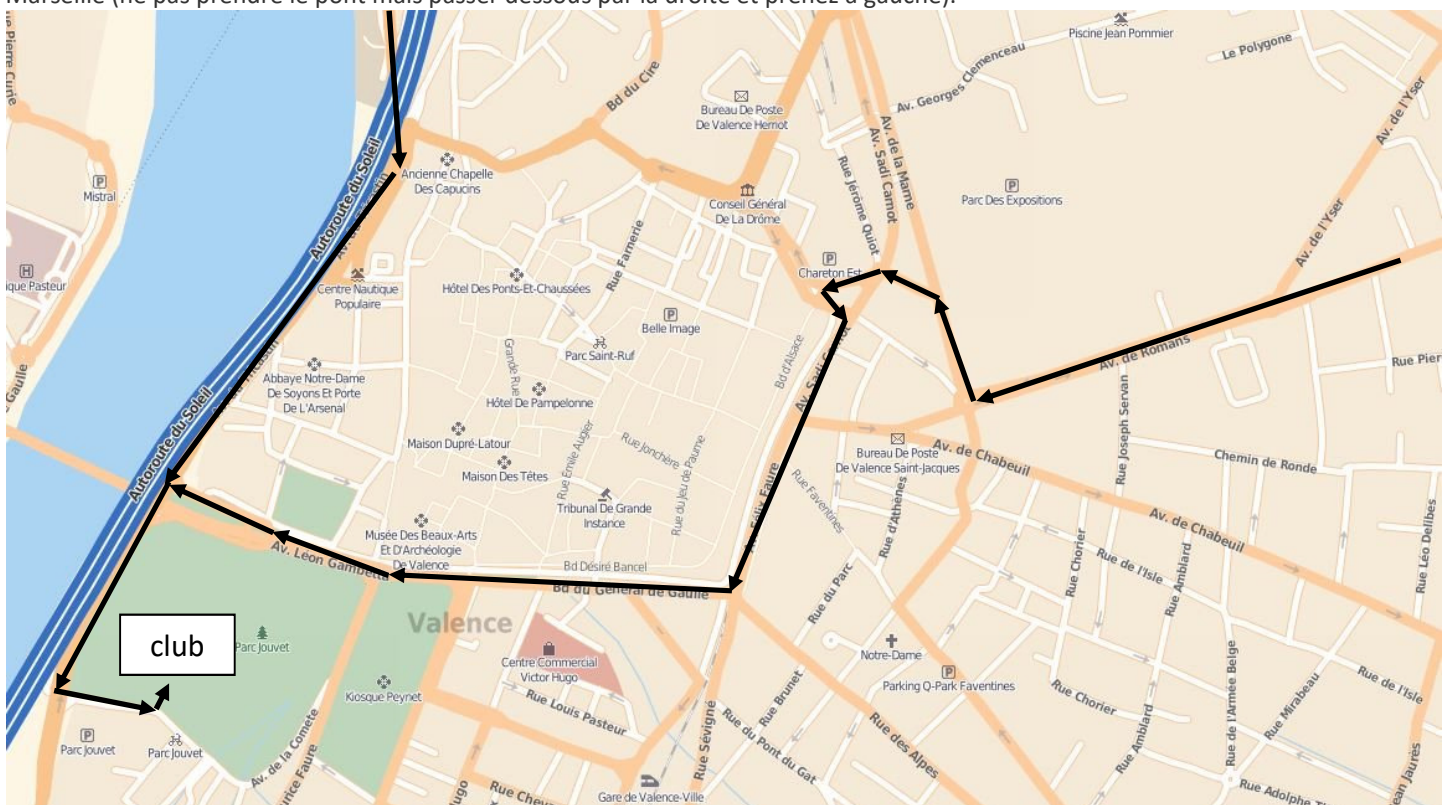 Marseille (ne pas prendre le pont mais passer dessous par la droite et prenez à gauche).
Piscine Jean Pommier
Le Polygone
Av. Georges Clemenceau
Av. de l'Yser
Bd du Cire
Bureau De Poste
De Valence Herriot
Av. de la Marne
Av. Sadi Carnot
Rue Jérôme Quiot
Autoroute du Soleil
Ancienne Chapelle
Des Capucins
Mistral
Conseil Général
De La Drôme
Parc Des Expositions
Rue Farnerie
Av. de l'Yser
Chareton Est
Hôtel Des Ponts-Et-Chaussées
Centre Nautique
Populaire
Belle Image
Parc Saint-Ruf
Grande Rue
Bd d'Alsace
Av. Sadi Carnot
Av. de Romans
Abbaye Notre-Dame
De Soyons Et Porte
De L'Arsenal
Hôtel De Pampelonne
Rue Joseph Servan
Autoroute du Soleil
Maison Dupré-Latour
Maison Des Têtes
Rue Emile Augier
Rue Jonchère
Rue du Jeu de Paume
Av. Félix Faure
Bureau De Poste
De Valence Saint-Jacques
Av. de Chabeuil
Chemin de Ronde
Rue Faventines
Rue d'Athènes
Tribunal De Grande
Instance
Musée Des Beaux-Arts
Et D'Archéologie
De Valence
Av. de Chabeuil
Rue Léo Delibes
Av. Léon Gambetta
Bd Désiré Bancel
Bd du Général de Gaulle
Rue Chorier
Rue de l'Isle
Rue Amblard
Rue du Parc
Valence
club
Parc Jouvet
Centre Commercial
Victor Hugo
Kiosque Peynet
Notre-Dame
Parking Q-Park Faventines
Rue Brunet
Rue Louis Pasteur
Rue Chorier
Rue de l'Armée Belge
Rue Mirabeau
Rue de l'Isle
Rue Amblard
Parc Jouvet
Parc Jouvet
Av. de la Comète
Rue Sévigné
Rue du Pont du Gat
Rue des Alpes
Gare de Valence-Ville